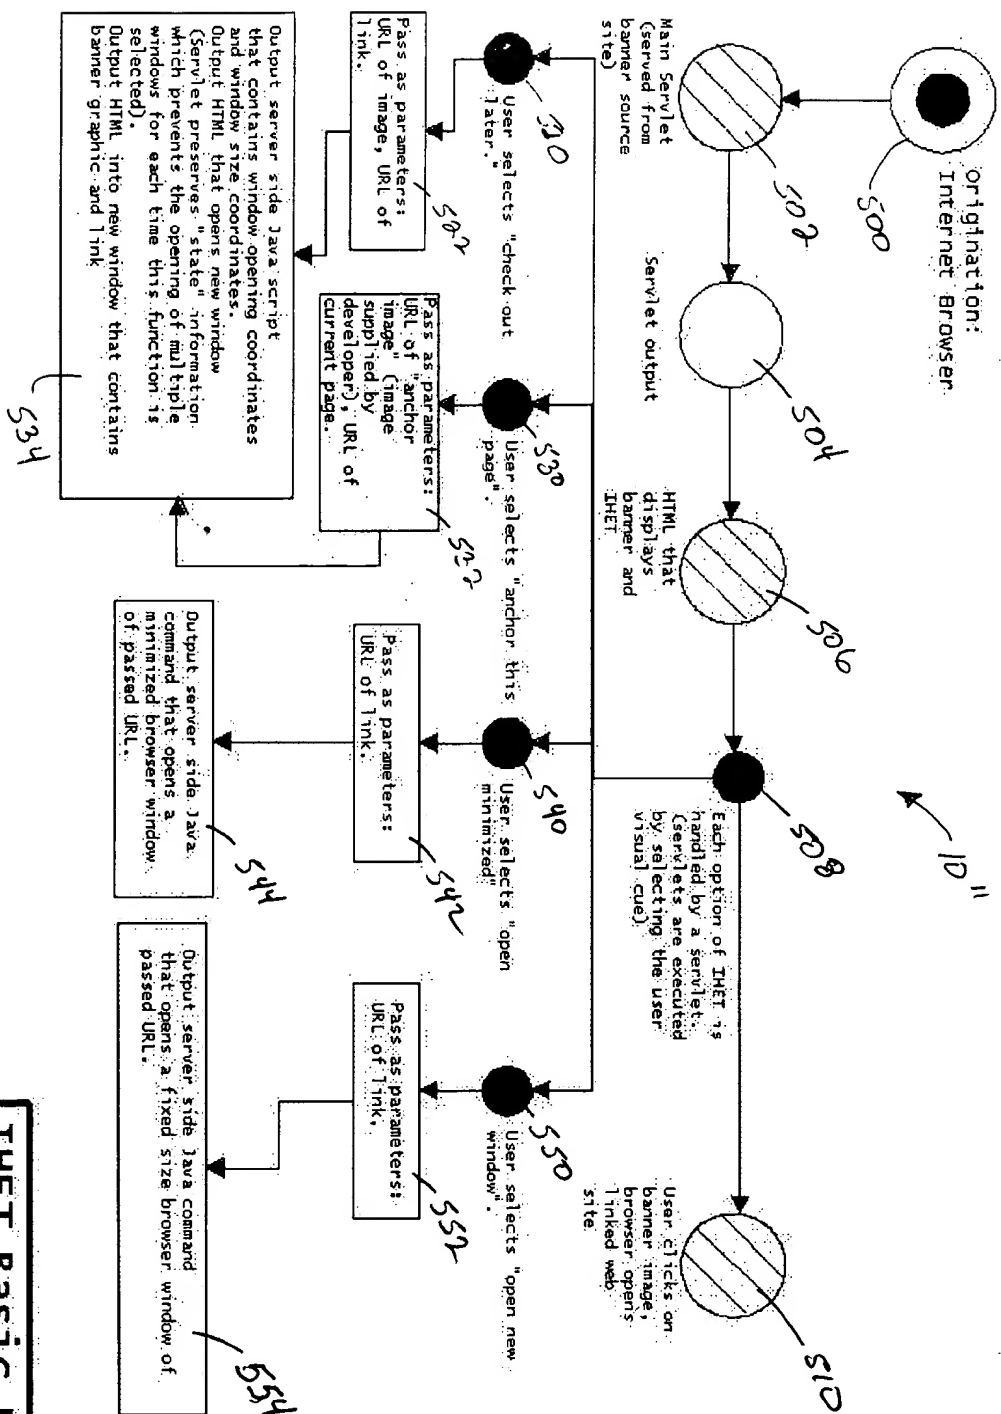 Origination:
Internet Browser
500
10"
502
504
506
508
510
Main Servlet
(served from
banner source
site)
Servlet output
HTML that
displays
banner and
IHET
Each option of IHET is
handled by a servlet.
(servlets are executed
by selecting the user
visual cue)
User clicks on
banner image,
browser opens
linked web
site
520
User selects "check out
later."
530
User selects "anchor this
page".
540
User selects "open
minimized"
550
User selects "open new
window".
Pass as parameters:
URL of image, URL of
link.
522
Pass as parameters:
URL of "anchor
image" (image
supplied by
developer), URL of
current page.
532
Pass as parameters:
URL of link.
542
Pass as parameters:
URL of link.
552
Output server side Java script
that contains window opening coordinates
and window size coordinates.
Output HTML that opens new window
(Servlet preserves "state" information
which prevents the opening of multiple
windows for each time this function is
selected).
Output HTML into new window that contains
banner graphic and link
534
Output server side Java
command that opens a
minimized browser window
of passed URL.
544
Output server side Java command
that opens a fixed size browser window of
passed URL.
554
IHET Basic